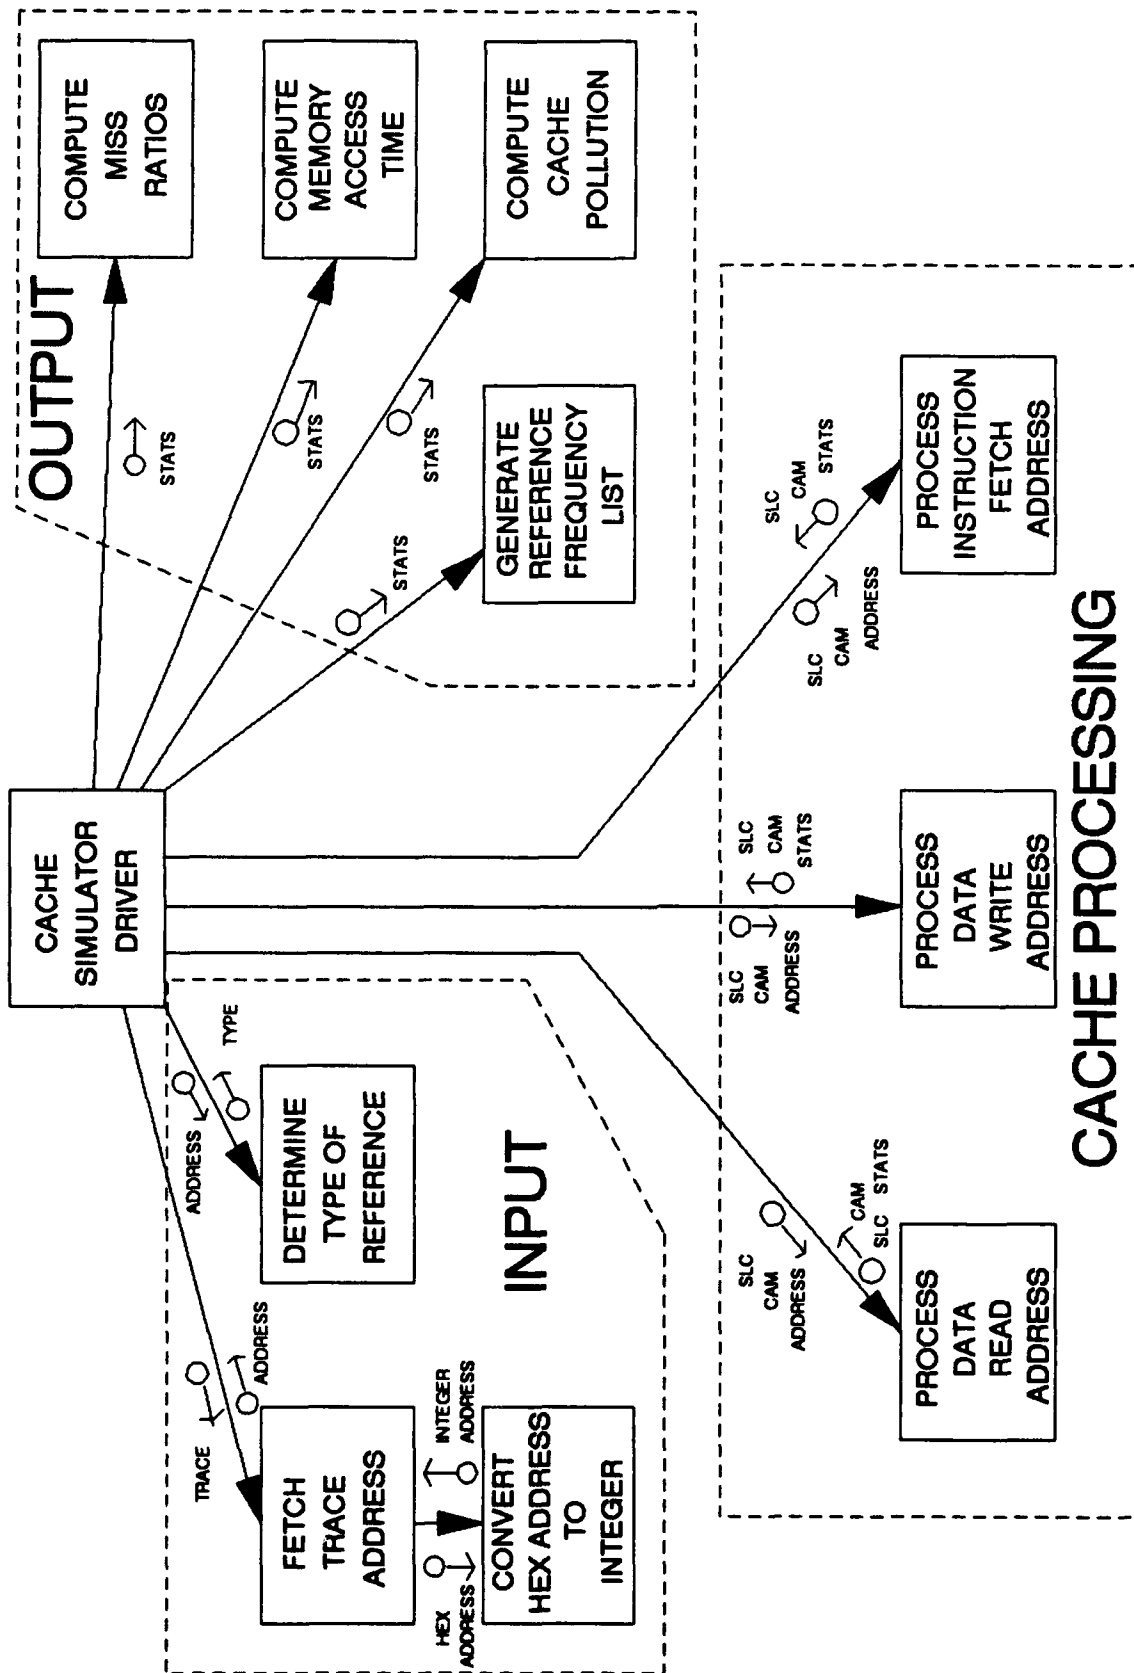 CACHE
SIMULATOR
DRIVER
TRACE
ADDRESS
ADDRESS
TYPE
FETCH
TRACE
ADDRESS
DETERMINE
TYPE OF
REFERENCE
HEX
ADDRESS
INTEGER
ADDRESS
CONVERT
HEX ADDRESS
TO
INTEGER
INPUT
OUTPUT
STATS
STATS
STATS
STATS
COMPUTE
MISS
RATIOS
COMPUTE
MEMORY
ACCESS
TIME
COMPUTE
CACHE
POLLUTION
GENERATE
REFERENCE
FREQUENCY
LIST
SLC
CAM
ADDRESS
CAM
SLC STATS
SLC
CAM
ADDRESS
SLC
CAM
STATS
SLC
CAM
ADDRESS
SLC
CAM
STATS
PROCESS
DATA
READ
ADDRESS
PROCESS
DATA
WRITE
ADDRESS
PROCESS
INSTRUCTION
FETCH
ADDRESS
CACHE PROCESSING